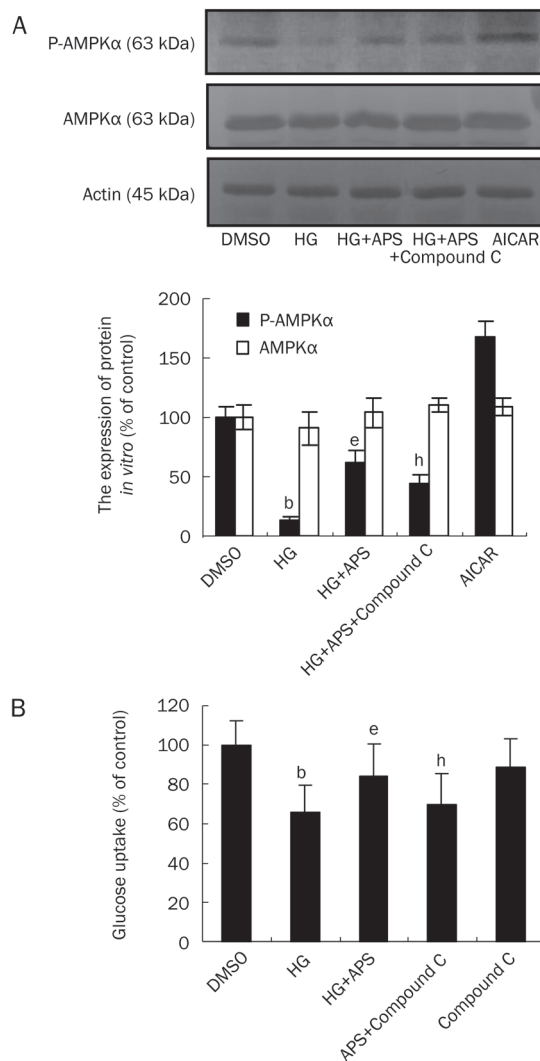 A
P-AMPKα (63 kDa)
AMPKα (63 kDa)
Actin (45 kDa)
DMSO HG HG+APS HG+APS AICAR
+Compound C
The expression of protein
in vitro (% of control)
200
150
100
50
0
P-AMPKα
AMPKα
b
e
h
DMSO
HG
HG+APS
HG+APS+Compound C
AICAR
B
Glucose uptake (% of control)
120
100
80
60
40
20
0
b
e
h
DMSO
HG
HG+APS
APS+Compound C
Compound C